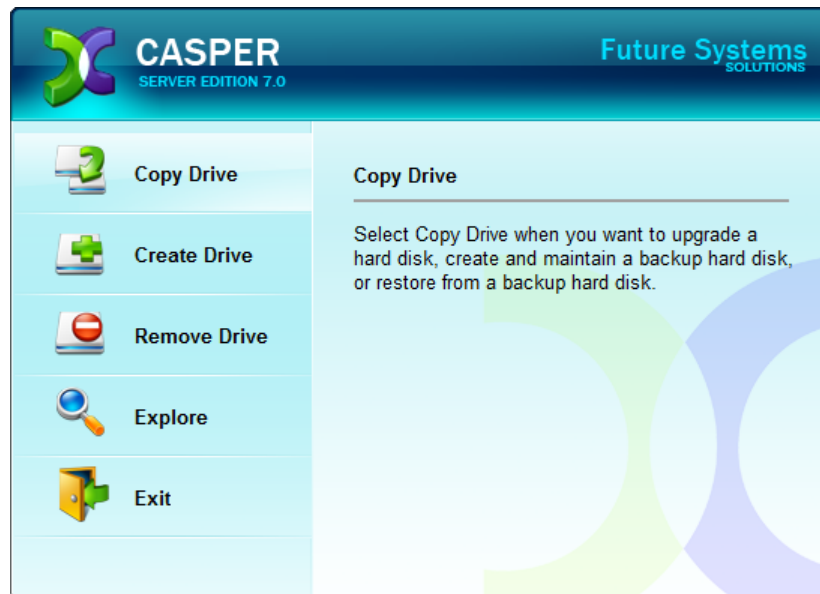 CASPER
SERVER EDITION 7.0
Future Systems
SOLUTIONS
Copy Drive
Create Drive
Remove Drive
Explore
Exit
Copy Drive
Select Copy Drive when you want to upgrade a
hard disk, create and maintain a backup hard disk,
or restore from a backup hard disk.